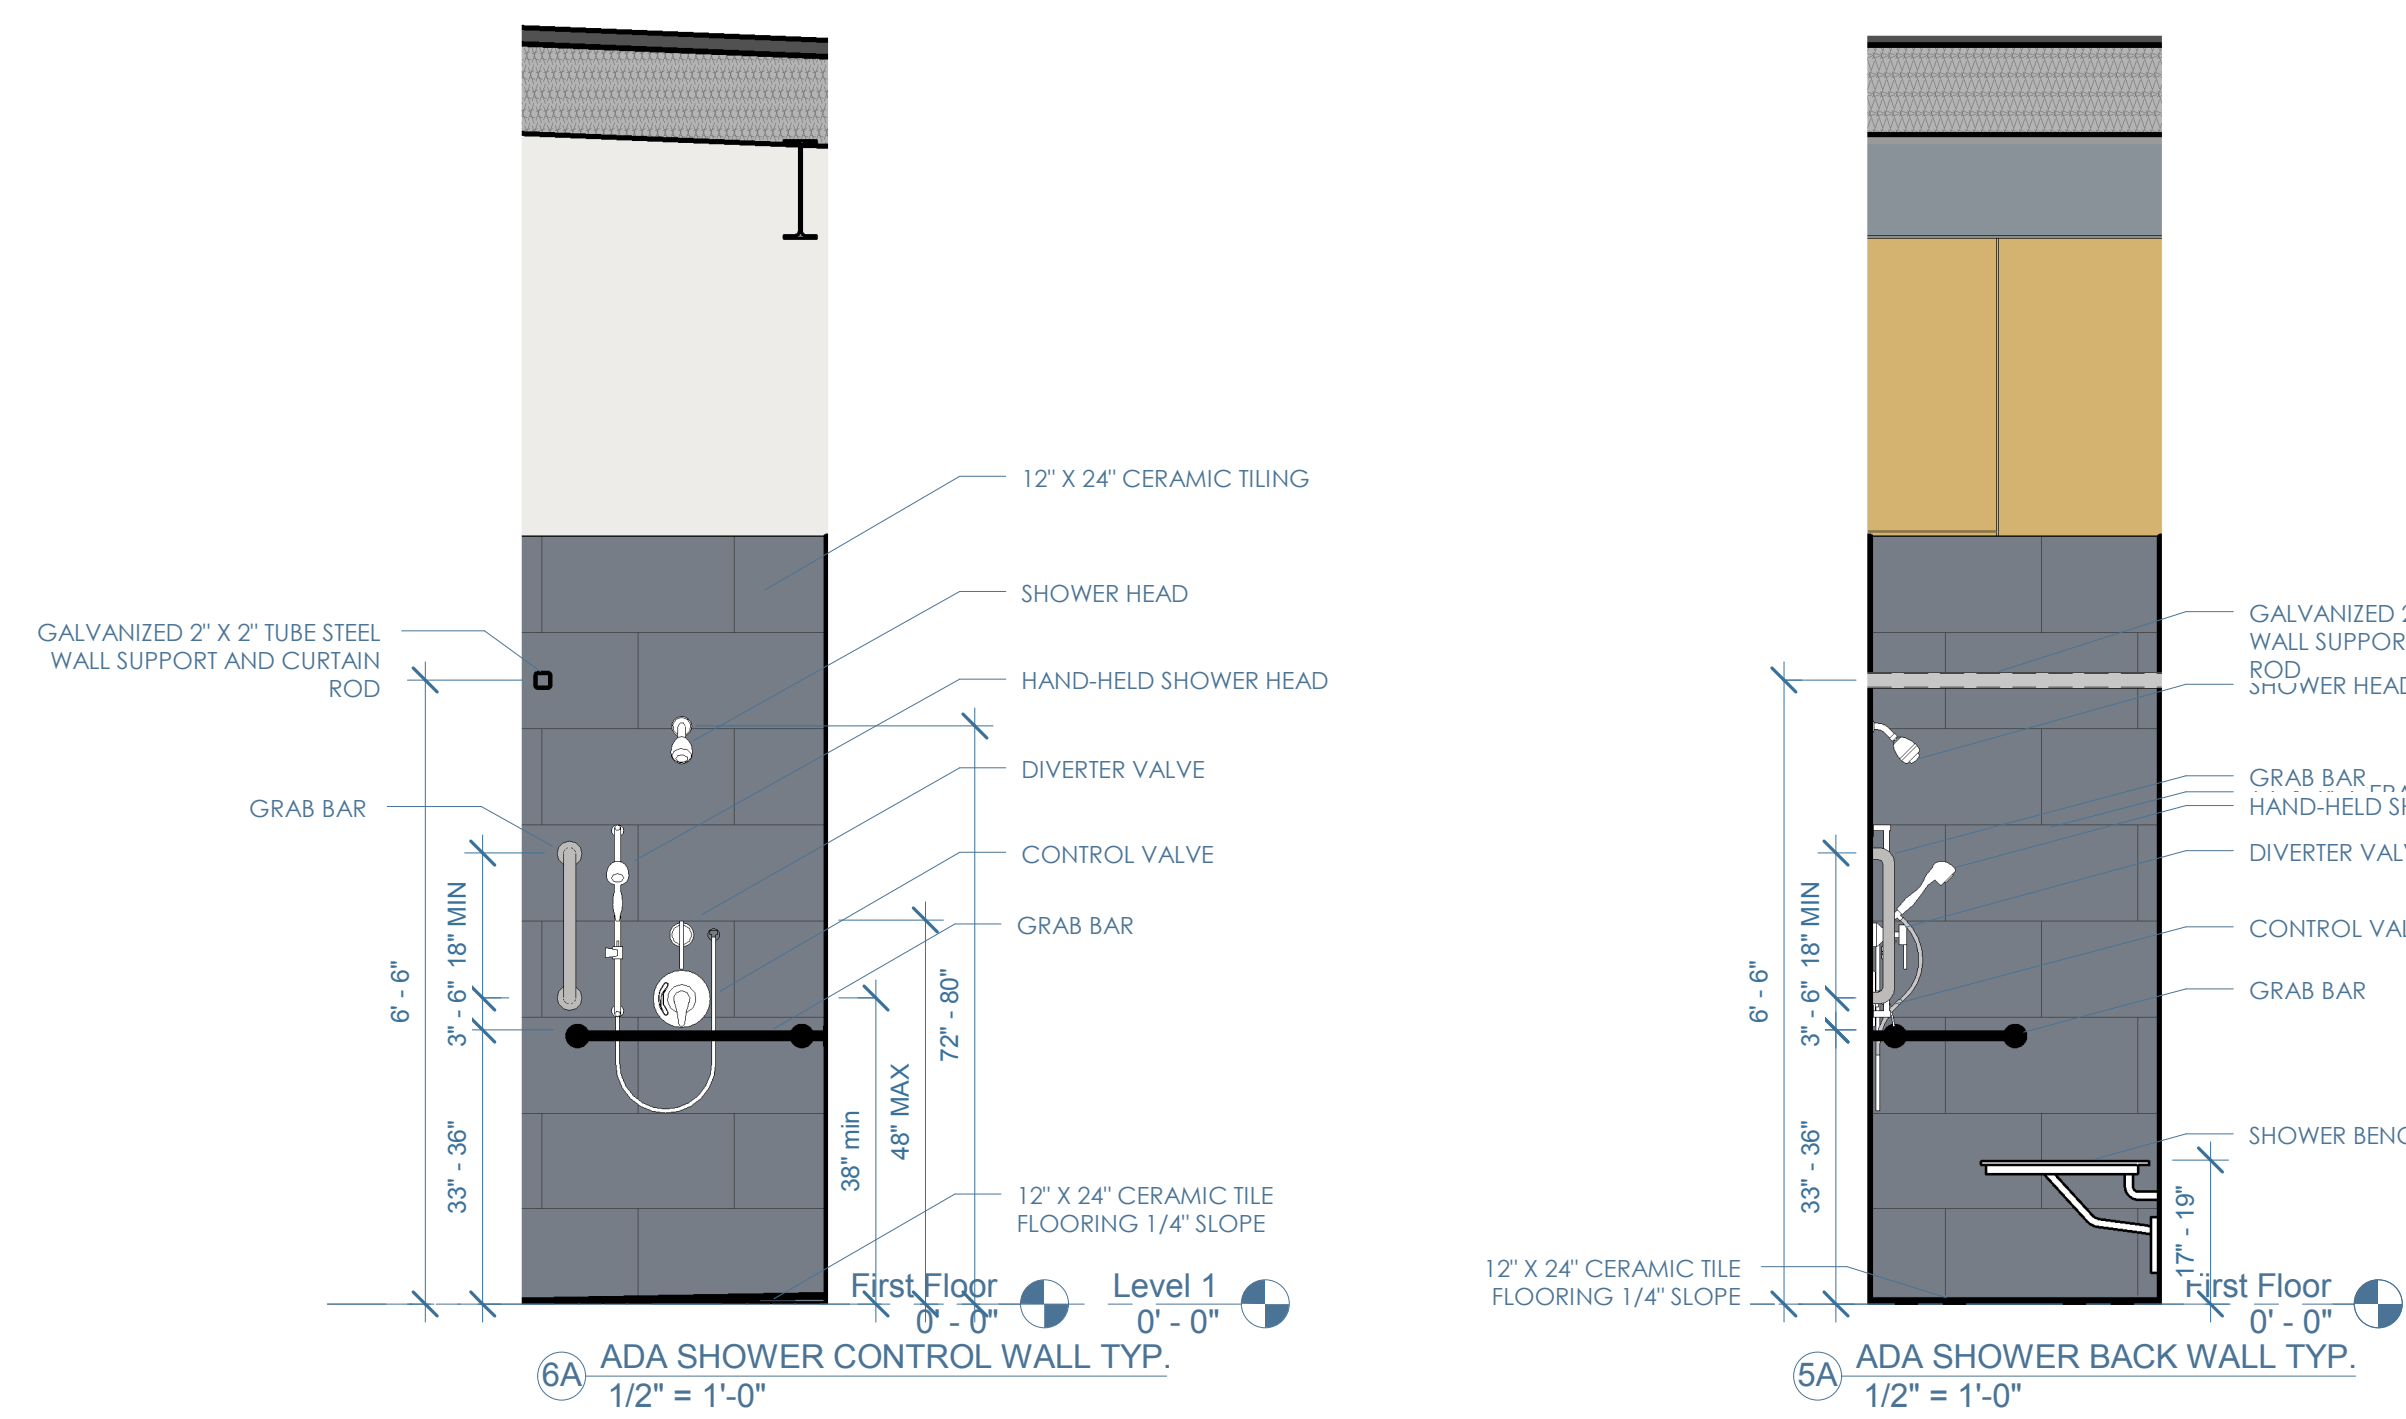 12" X 24" CERAMIC TILING
SHOWER HEAD
GALVANIZED 2" X 2" TUBE STEEL
WALL SUPPORT AND CURTAIN
ROD
HAND-HELD SHOWER HEAD
DIVERTER VALVE
GRAB BAR
CONTROL VALVE
GRAB BAR
6' - 6"
18" MIN
3" - 6"
33" - 36"
38" min
48" MAX
72" - 80"
12" X 24" CERAMIC TILE
FLOORING 1/4" SLOPE
First Floor
0' - 0"
Level 1
0' - 0"
6A
ADA SHOWER CONTROL WALL TYP.
1/2" = 1'-0"
GALVANIZED
WALL SUPPOR
ROD
SHOWER HEAD
GRAB BAR
HAND-HELD SH
DIVERTER VALV
CONTROL VAL
GRAB BAR
SHOWER BENC
6' - 6"
18" MIN
3" - 6"
33" - 36"
17" - 19"
12" X 24" CERAMIC TILE
FLOORING 1/4" SLOPE
First Floor
0' - 0"
5A
ADA SHOWER BACK WALL TYP.
1/2" = 1'-0"